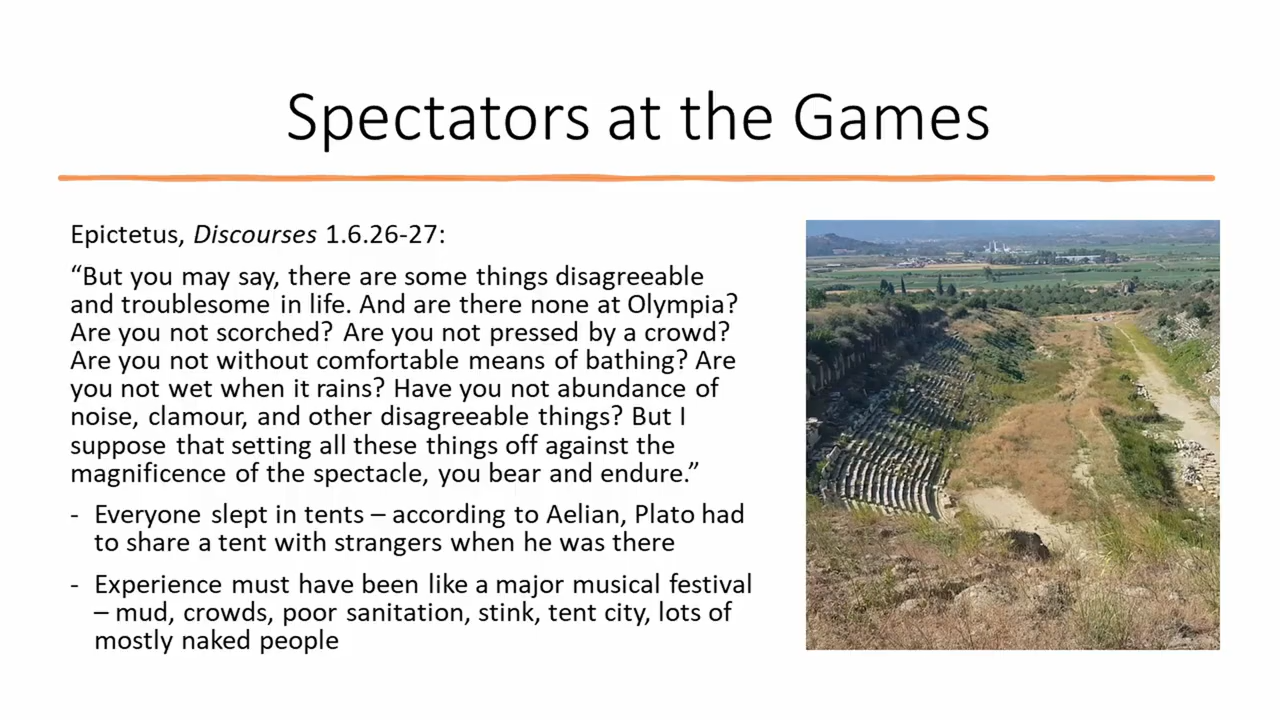 Spectators at the Games
Epictetus, Discourses 1.6.26-27:
“But you may say, there are some things disagreeable
and troublesome in life. And are there none at Olympia?
Are you not scorched? Are you not pressed by a crowd?
Are you not without comfortable means of bathing? Are
you not wet when it rains? Have you not abundance of
noise, clamour, and other disagreeable things? But I
suppose that setting all these things off against the
magnificence of the spectacle, you bear and endure.”
- Everyone slept in tents – according to Aelian, Plato had
to share a tent with strangers when he was there
- Experience must have been like a major musical festival
– mud, crowds, poor sanitation, stink, tent city, lots of
mostly naked people